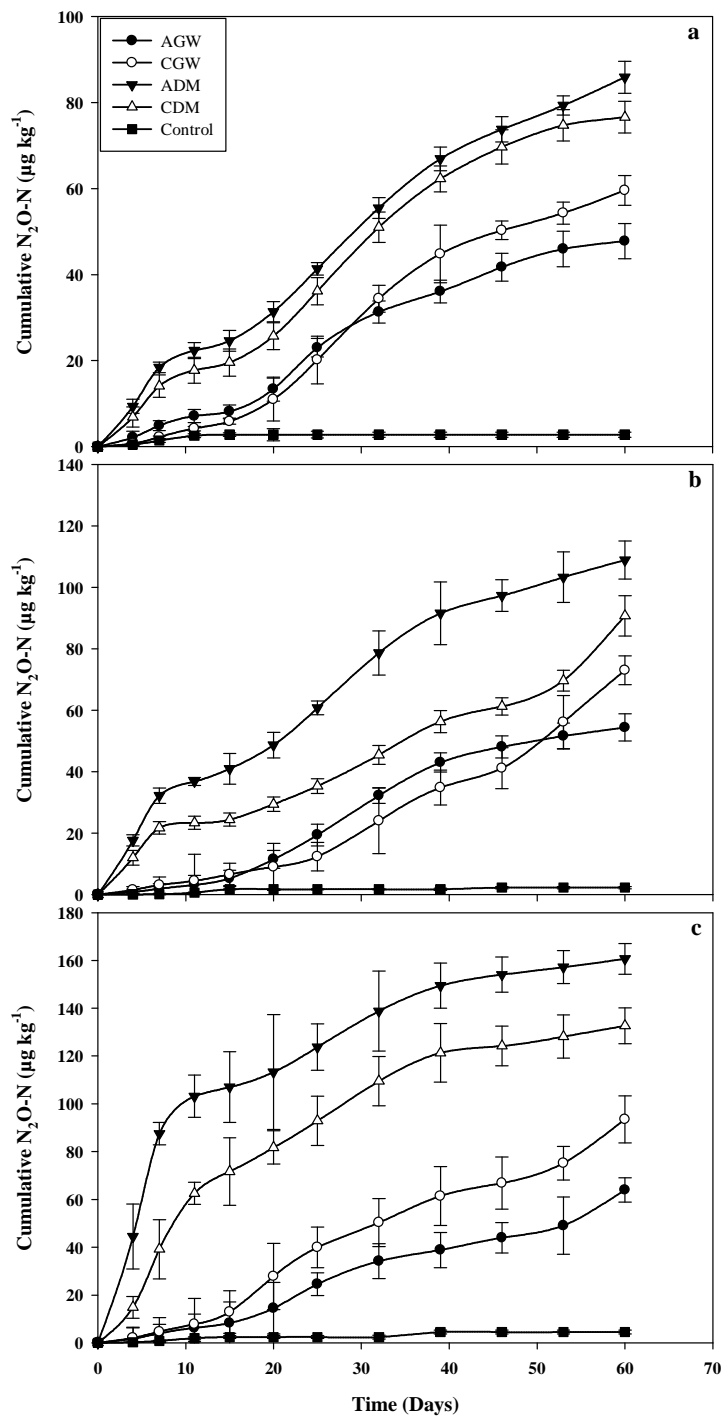 AGW
CGW
ADM
CDM
Control
a
100
80
60
40
20
0
Cumulative N₂O-N (µg kg⁻¹)
b
140
120
100
80
60
40
20
0
Cumulative N₂O-N (µg kg⁻¹)
c
180
160
140
120
100
80
60
40
20
0
Cumulative N₂O-N (µg kg⁻¹)
0 10 20 30 40 50 60 70
Time (Days)